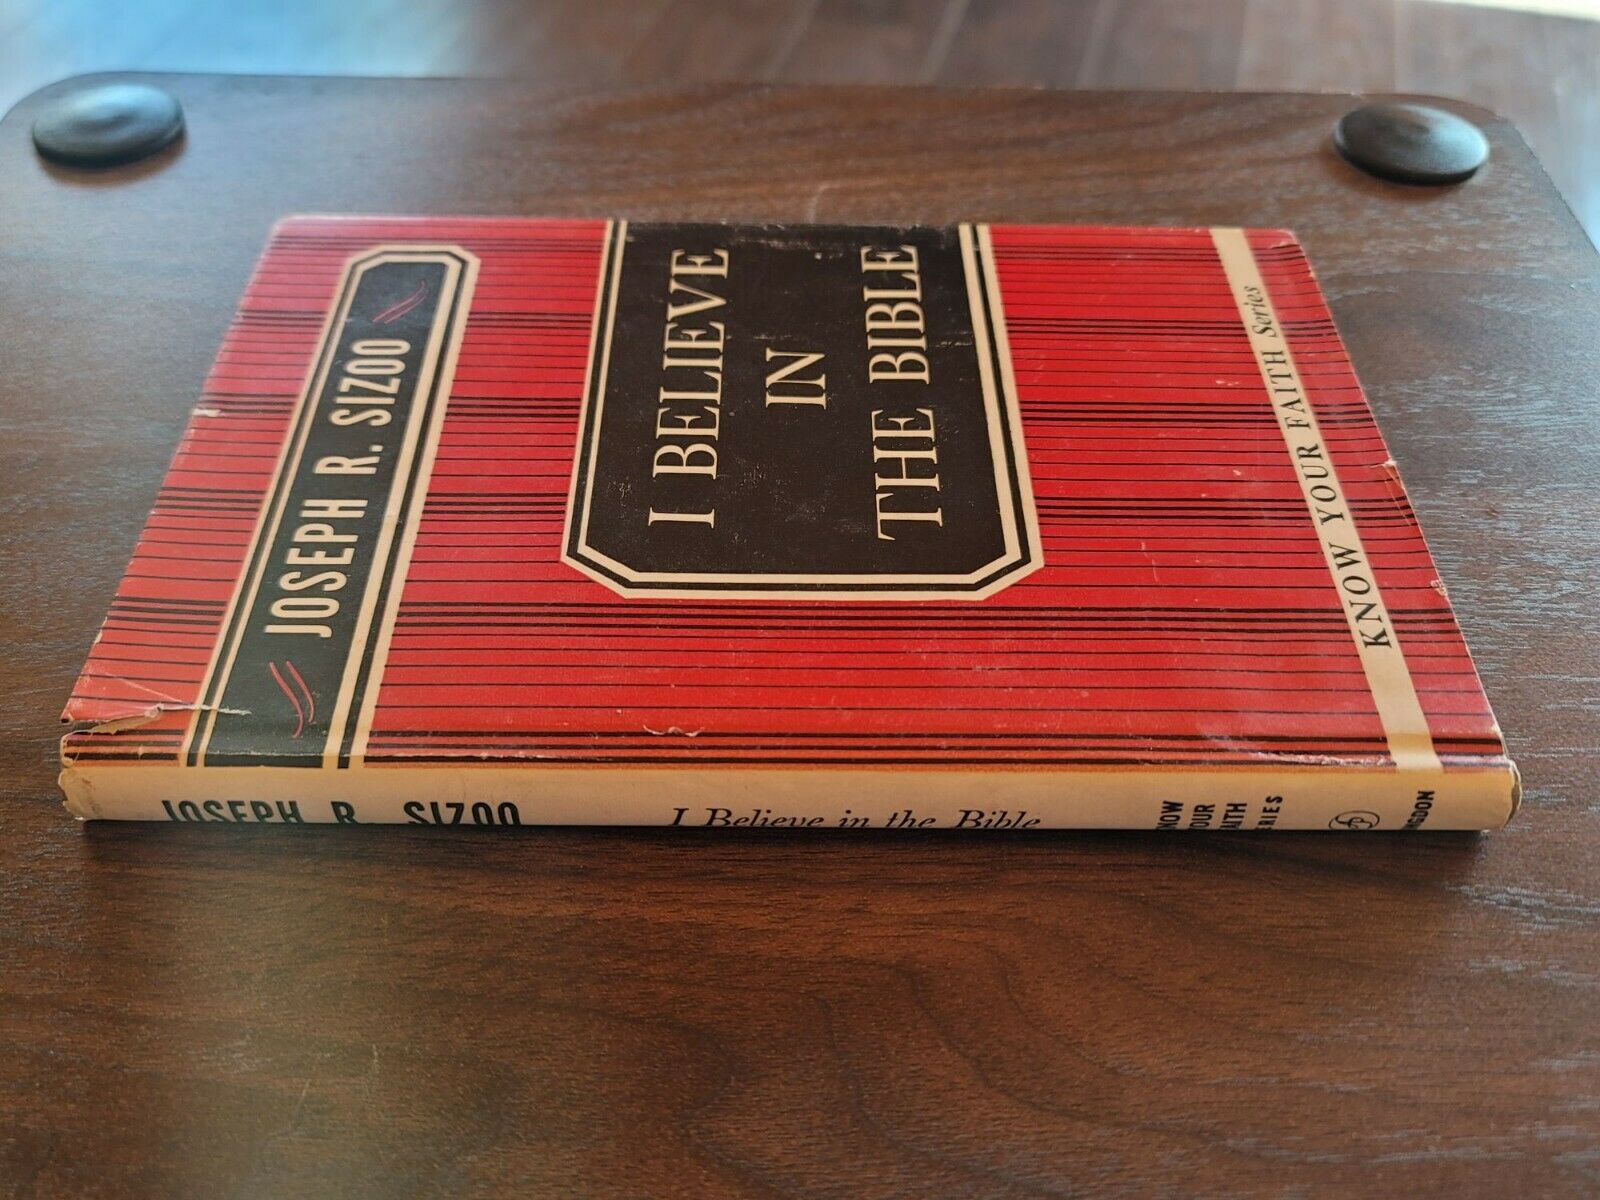 JOSEPH R. SIZOO
I BELIEVE
IN
THE BIBLE
KNOW YOUR FAITH Series
JOSEPH R. SIZOO
I Believe in the Bible
KNOW
YOUR
FAITH
SERIES